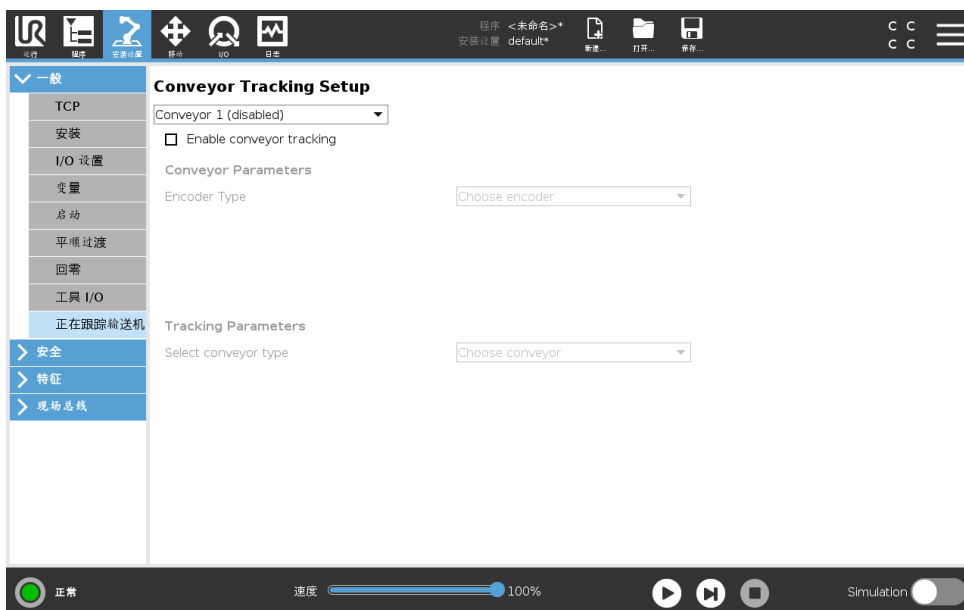 程序 <未命名>*
安装设置 default*
C C
C C
运行 程序 安装设置 移动 I/O 日志 新建... 打开... 保存...
一般
TCP
安装
I/O 设置
变量
启动
平顺过渡
回零
工具 I/O
正在跟踪输送机
安全
特征
现场总线
Conveyor Tracking Setup
Conveyor 1 (disabled)
Enable conveyor tracking
Conveyor Parameters
Encoder Type Choose encoder
Tracking Parameters
Select conveyor type Choose conveyor
正常 速度 100% Simulation